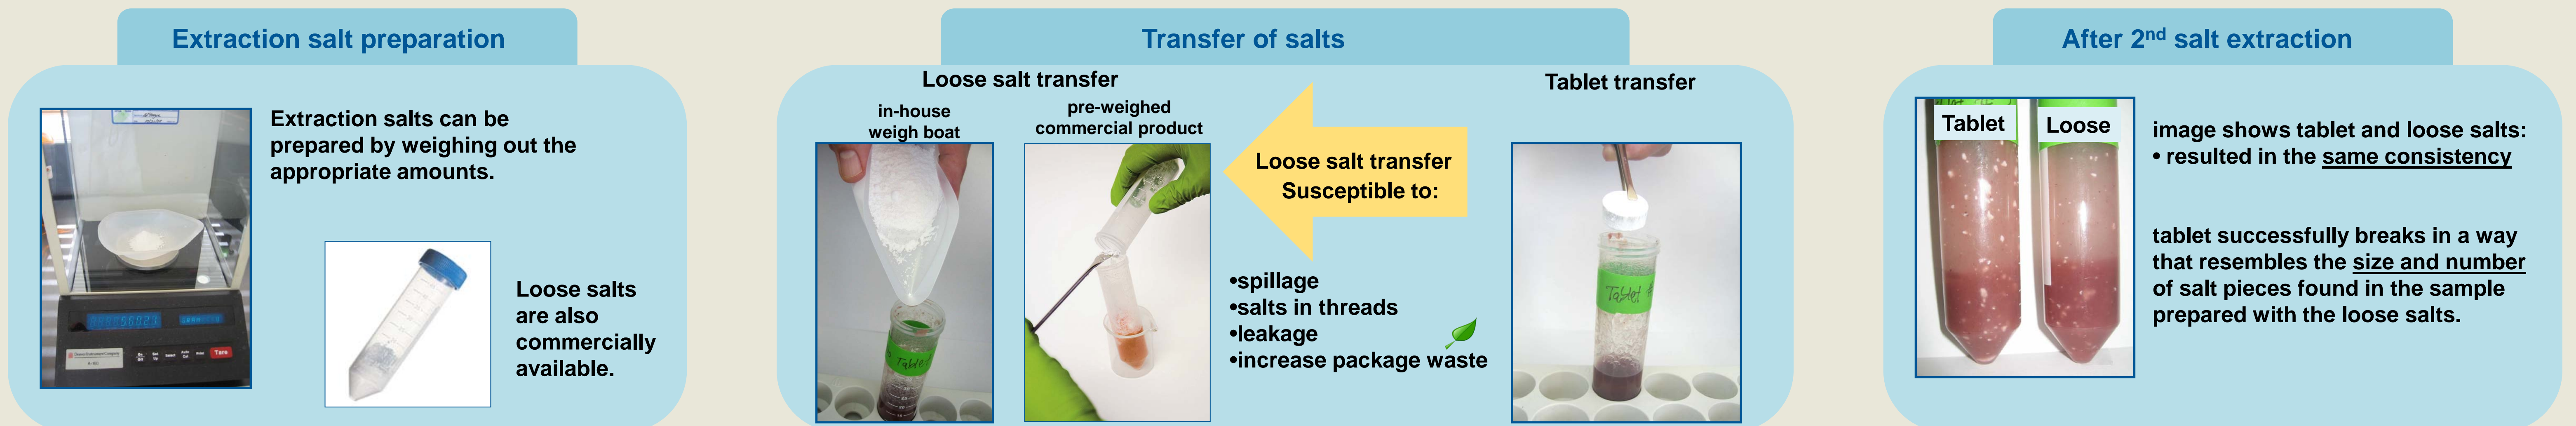 Extraction salt preparation
Extraction salts can be
prepared by weighing out the
appropriate amounts.
Tare
Loose salts
are also
commercially
available.
Transfer of salts
Loose salt transfer
in-house
weigh boat
pre-weighed
commercial product
Loose salt transfer
Susceptible to:
•spillage
•salts in threads
•leakage
•increase package waste
Tablet transfer
Tablet #
After 2nd salt extraction
Tablet
Loose
image shows tablet and loose salts:
• resulted in the same consistency
tablet successfully breaks in a way
that resembles the size and number
of salt pieces found in the sample
prepared with the loose salts.